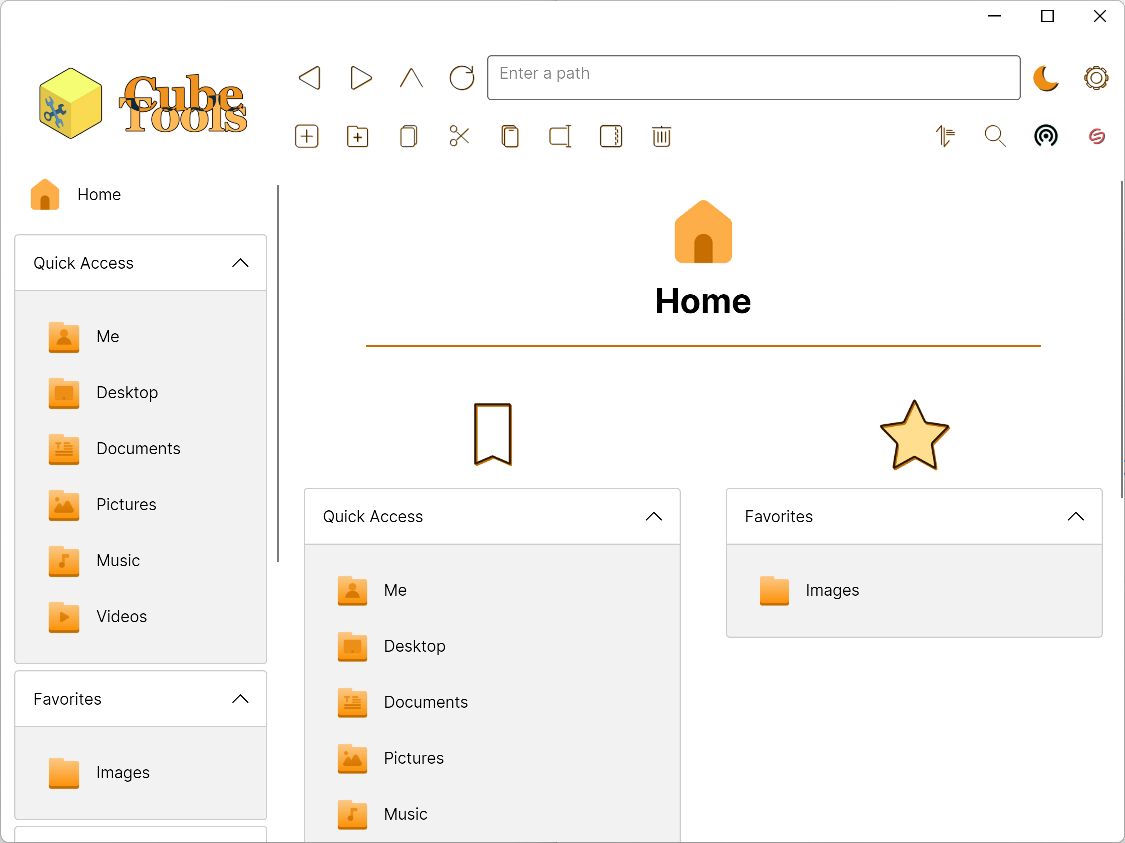 Cube
Tools
Enter a path
Home
Quick Access
Me
Desktop
Documents
Pictures
Music
Videos
Favorites
Images
Home
Quick Access
Me
Desktop
Documents
Pictures
Music
Favorites
Images